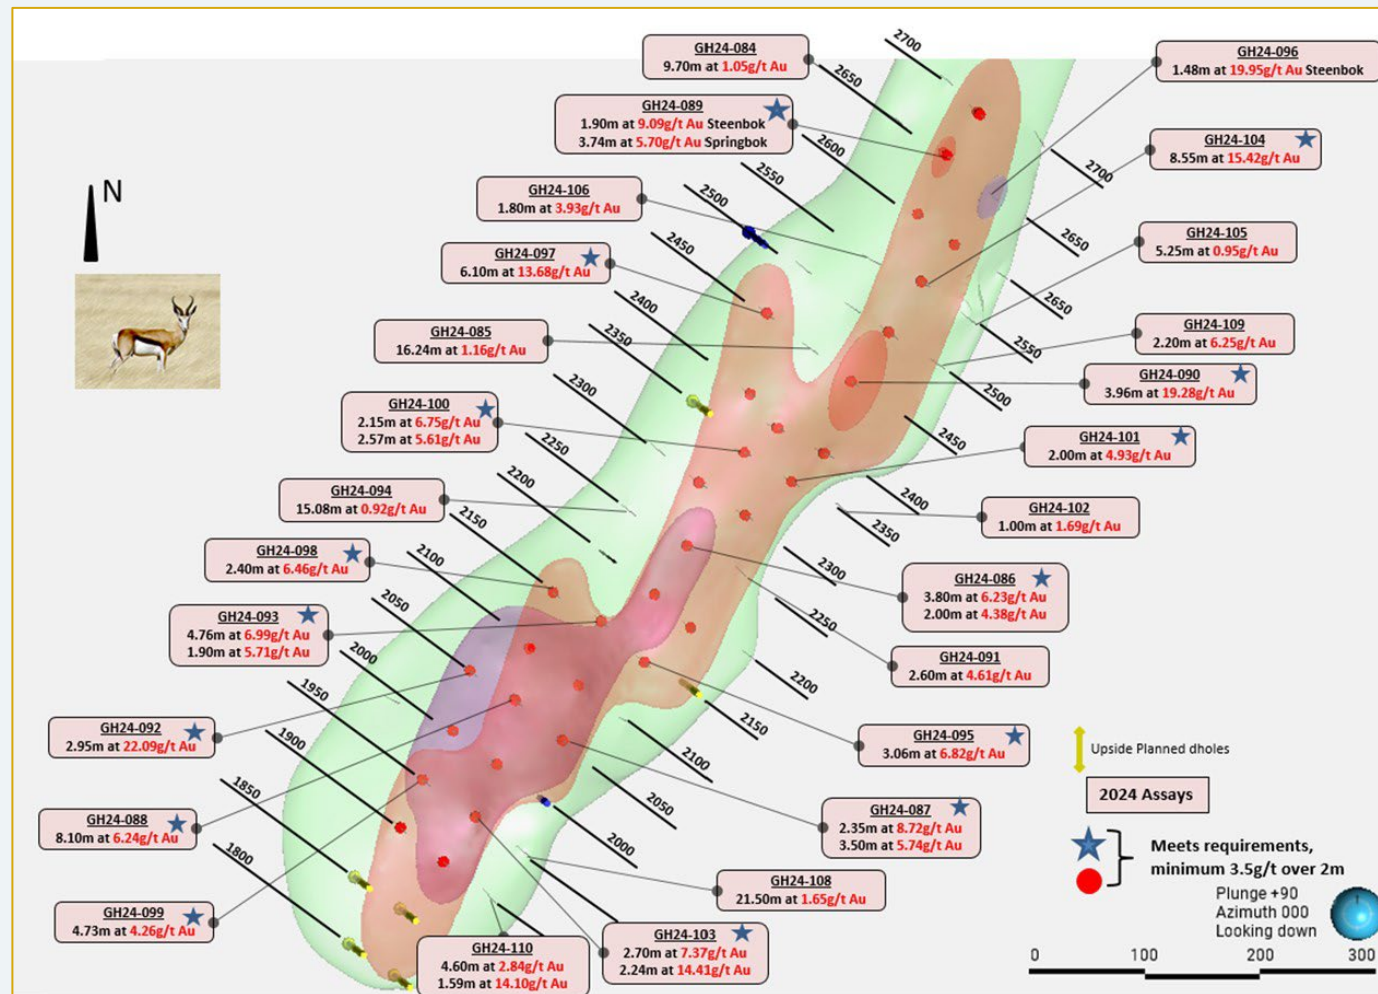 GH24-084
9.70m at 1.05g/t Au
GH24-089
1.90m at 9.09g/t Au Steenbok
3.74m at 5.70g/t Au Springbok
GH24-106
1.80m at 3.93g/t Au
GH24-097
6.10m at 13.68g/t Au
GH24-085
16.24m at 1.16g/t Au
GH24-100
2.15m at 6.75g/t Au
2.57m at 5.61g/t Au
GH24-094
15.08m at 0.92g/t Au
GH24-098
2.40m at 6.46g/t Au
GH24-093
4.76m at 6.99g/t Au
1.90m at 5.71g/t Au
GH24-092
2.95m at 22.09g/t Au
GH24-088
8.10m at 6.24g/t Au
GH24-099
4.73m at 4.26g/t Au
GH24-110
4.60m at 2.84g/t Au
1.59m at 14.10g/t Au
GH24-103
2.70m at 7.37g/t Au
2.24m at 14.41g/t Au
GH24-108
21.50m at 1.65g/t Au
GH24-087
2.35m at 8.72g/t Au
3.50m at 5.74g/t Au
GH24-095
3.06m at 6.82g/t Au
GH24-091
2.60m at 4.61g/t Au
GH24-086
3.80m at 6.23g/t Au
2.00m at 4.38g/t Au
GH24-102
1.00m at 1.69g/t Au
GH24-101
2.00m at 4.93g/t Au
GH24-090
3.96m at 19.28g/t Au
GH24-109
2.20m at 6.25g/t Au
GH24-105
5.25m at 0.95g/t Au
GH24-104
8.55m at 15.42g/t Au
GH24-096
1.48m at 19.95g/t Au Steenbok
N
2700
2650
2600
2550
2500
2450
2400
2350
2300
2250
2200
2150
2100
2050
2000
1950
1900
1850
1800
2700
2650
2650
2550
2500
2450
2400
2350
2300
2250
2200
2150
2100
2050
2000
Upside Planned dholes
2024 Assays
Meets requirements,
minimum 3.5g/t over 2m
Plunge +90
Azimuth 000
Looking down
0 100 200 300